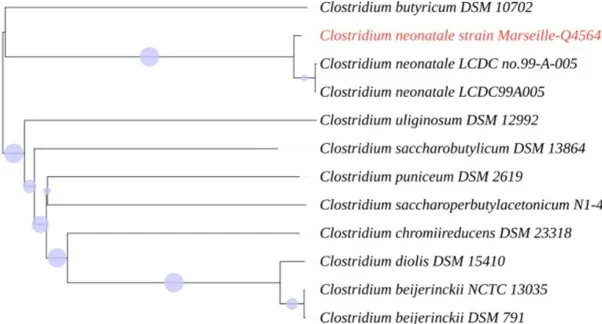 Clostridium butyricum DSM 10702
Clostridium neonatale strain Marseille-Q4564
Clostridium neonatale LCDC no.99-A-005
Clostridium neonatale LCDC99A005
Clostridium uliginosum DSM 12992
Clostridium saccharobutylicum DSM 13864
Clostridium puniceum DSM 2619
Clostridium saccharoperbutylacetonicum N1-4
Clostridium chromiireducens DSM 23318
Clostridium diolis DSM 15410
Clostridium beijerinckii NCTC 13035
Clostridium beijerinckii DSM 791